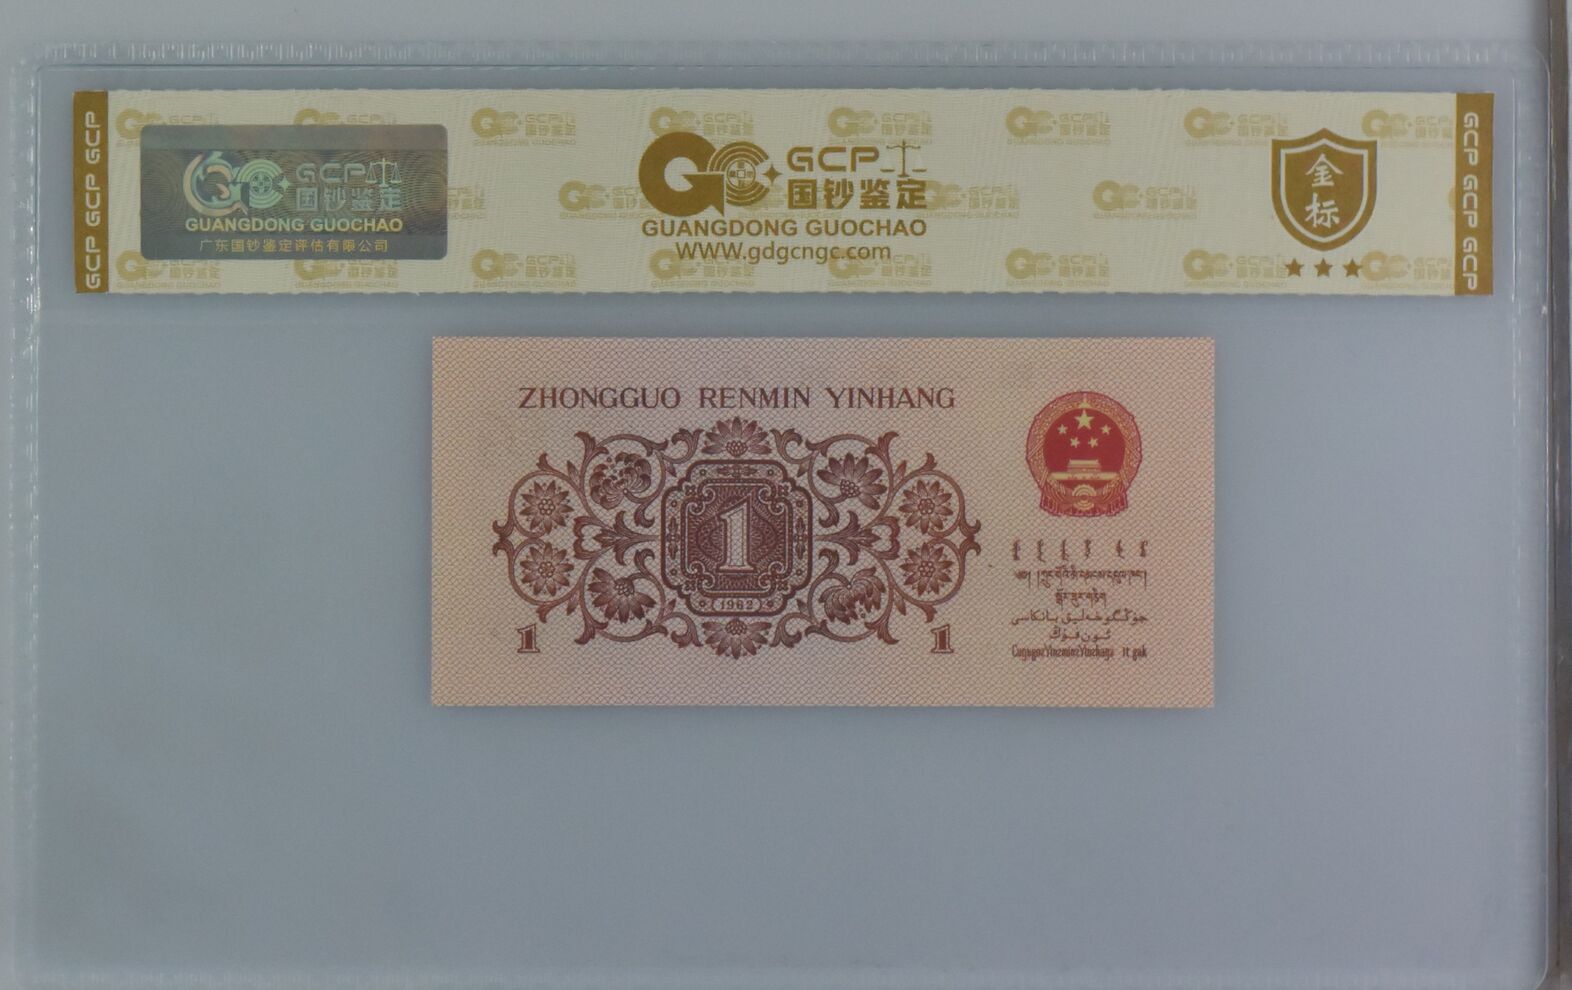 GCP GCP GCP
GCP
国钞鉴定
GUANGDONG GUOCHAO
广东国钞鉴定评估有限公司
GCP
国钞鉴定
GUANGDONG GUOCHAO
WWW.gdgcngc.com
金标
GCP GCP GCP
ZHONGGUO RENMIN YINHANG
1
(1962)
1
1